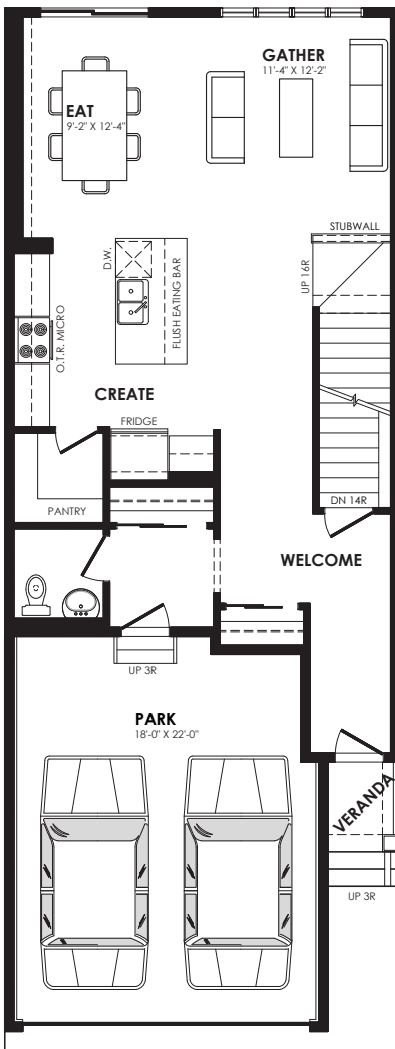 GATHER
11'-4" X 12'-2"
EAT
9'-2" X 12'-4"
STUBWALL
UP 16R
D.W.
FLUSH EATING BAR
O.T.R. MICRO
CREATE
FRIDGE
PANTRY
DN 14R
WELCOME
UP 3R
PARK
18'-0" X 22'-0"
VERANDA
UP 3R